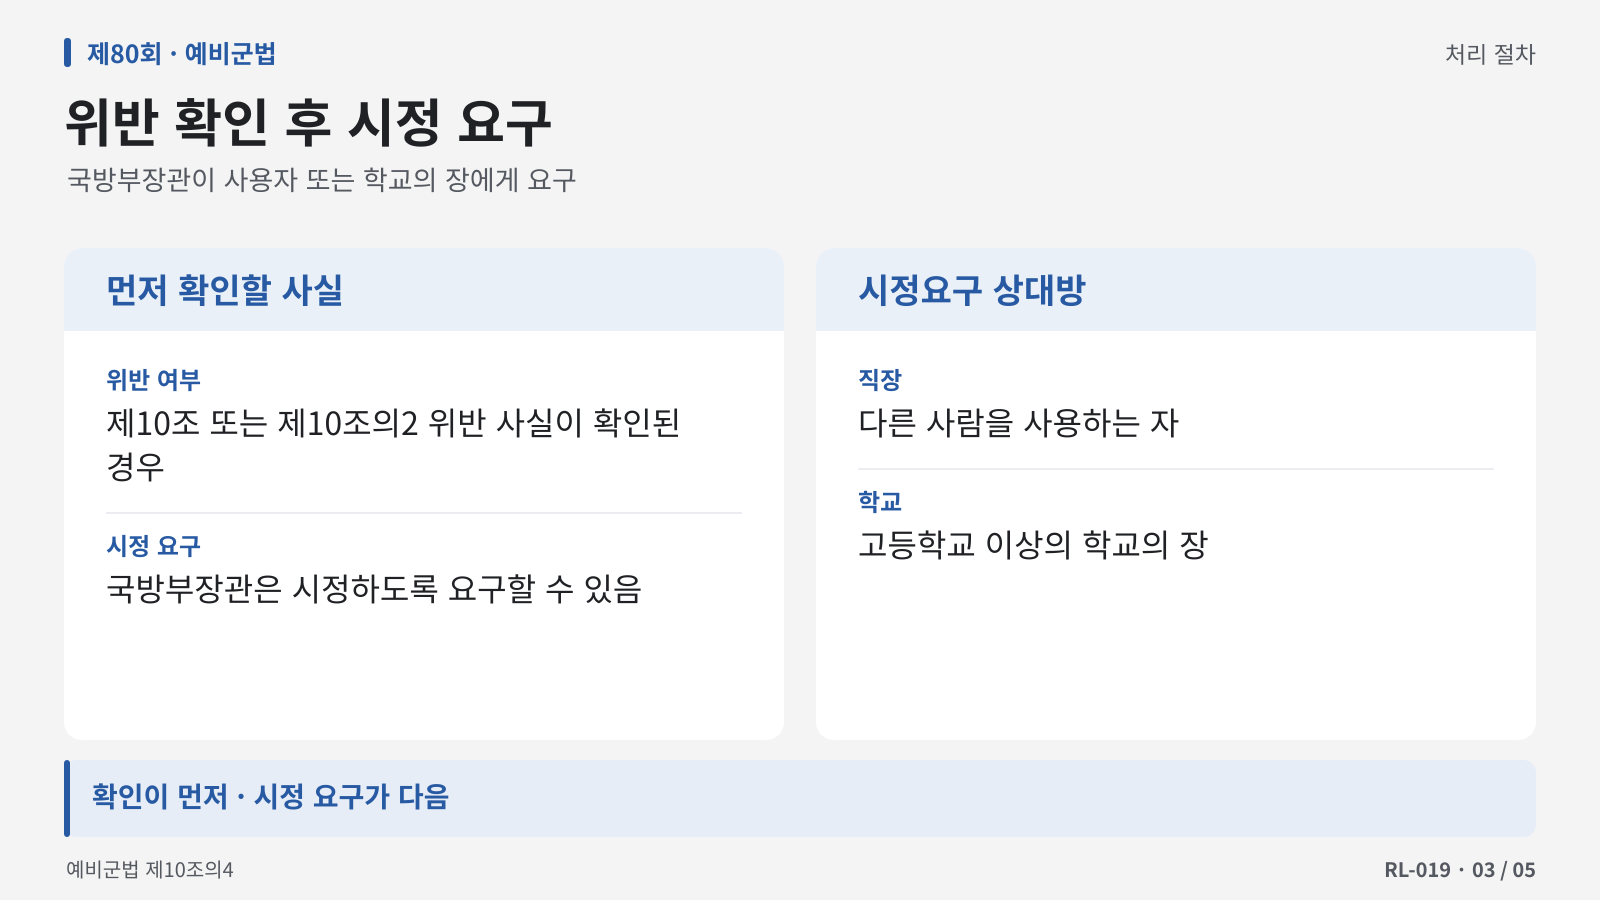 제80회 · 예비군법
처리 절차
위반 확인 후 시정 요구
국방부장관이 사용자 또는 학교의 장에게 요구
먼저 확인할 사실
위반 여부
제10조 또는 제10조의2 위반 사실이 확인된
경우
시정 요구
국방부장관은 시정하도록 요구할 수 있음
시정요구 상대방
직장
다른 사람을 사용하는 자
학교
고등학교 이상의 학교의 장
확인이 먼저 · 시정 요구가 다음
예비군법 제10조의4
RL-019 · 03 / 05